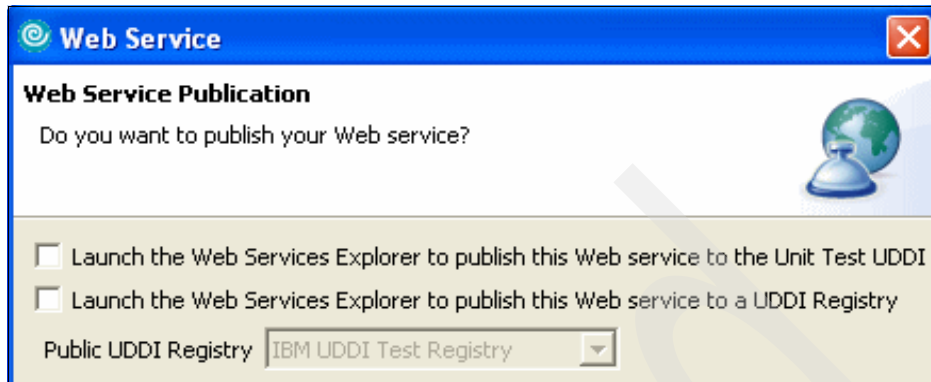 Web Service
Web Service Publication
Do you want to publish your Web service?
Launch the Web Services Explorer to publish this Web service to the Unit Test UDDI
Launch the Web Services Explorer to publish this Web service to a UDDI Registry
Public UDDI Registry IBM UDDI Test Registry